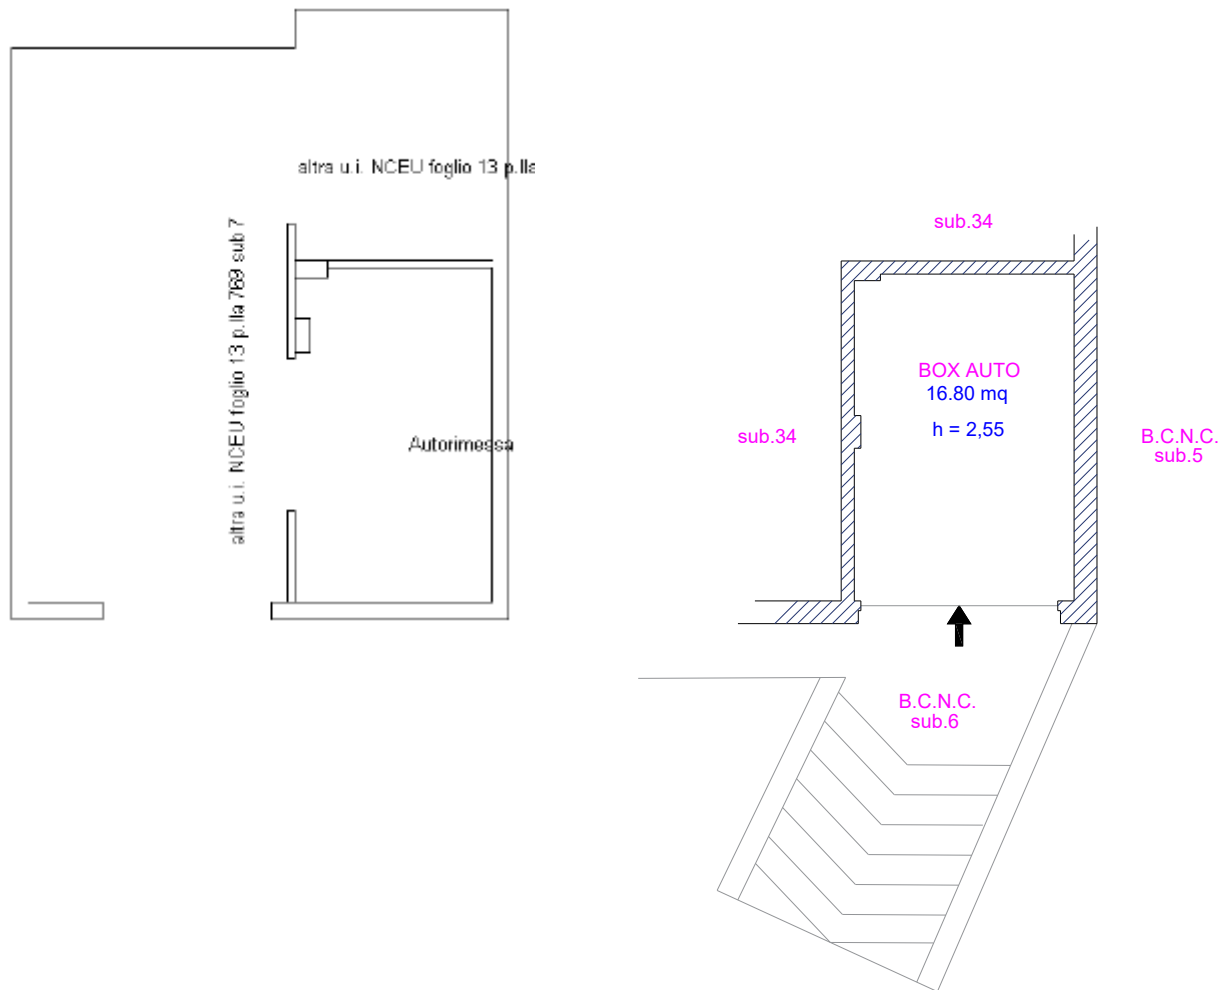 altra u.i. NCEU foglio 13 p.lla
altra u.i. NCEU foglio 13 p.lla 769 sub 7
Autorimessa
sub.34
BOX AUTO
16.80 mq
h = 2,55
sub.34
B.C.N.C.
sub.5
B.C.N.C.
sub.6